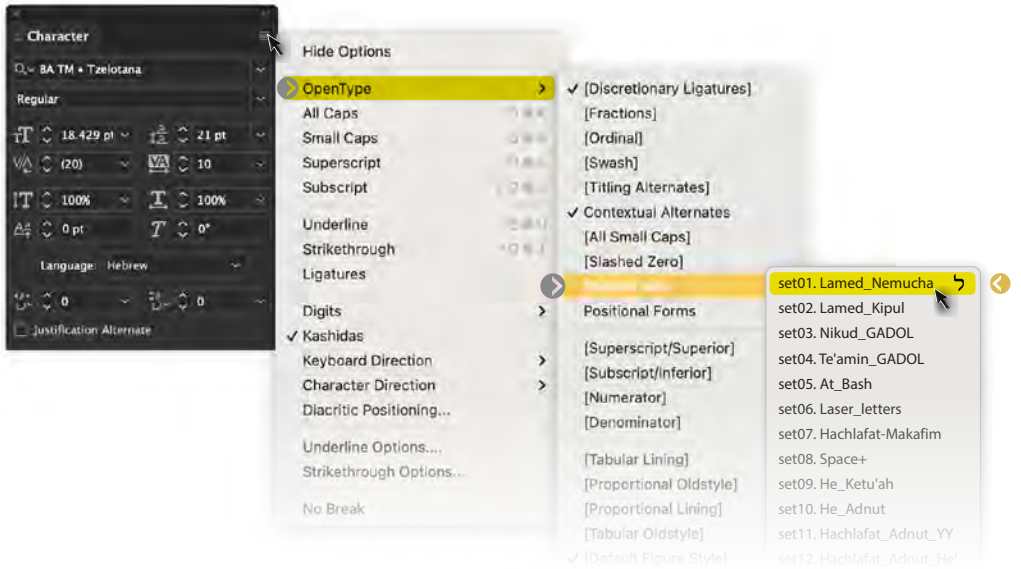 Character
BA TM • Tzelotana
Regular
18.429 pt
21 pt
(20)
10
100%
100%
0 pt
0°
Language: Hebrew
0
0
Justification Alternate
Hide Options
OpenType
All Caps
Small Caps
Superscript
Subscript
Underline
Strikethrough
Ligatures
Digits
✓ Kashidas
Keyboard Direction
Character Direction
Diacritic Positioning...
Underline Options....
Strikethrough Options...
No Break
✓ [Discretionary Ligatures]
[Fractions]
[Ordinal]
[Swash]
[Titling Alternates]
✓ Contextual Alternates
[All Small Caps]
[Slashed Zero]
Positional Forms
[Superscript/Superior]
[Subscript/Inferior]
[Numerator]
[Denominator]
[Tabular Lining]
[Proportional Oldstyle]
[Proportional Lining]
[Tabular Oldstyle]
✓ [Default Figure Style]
set01. Lamed_Nemucha
set02. Lamed_Kipul
set03. Nikud_GADOL
set04. Te'amin_GADOL
set05. At_Bash
set06. Laser_letters
set07. Hachlafat-Makafim
set08. Space+
set09. He_Ketu'ah
set10. He_Adnut
set11. Hachlafat_Adnut_YY
set12. Hachlafat_Adnut_He'